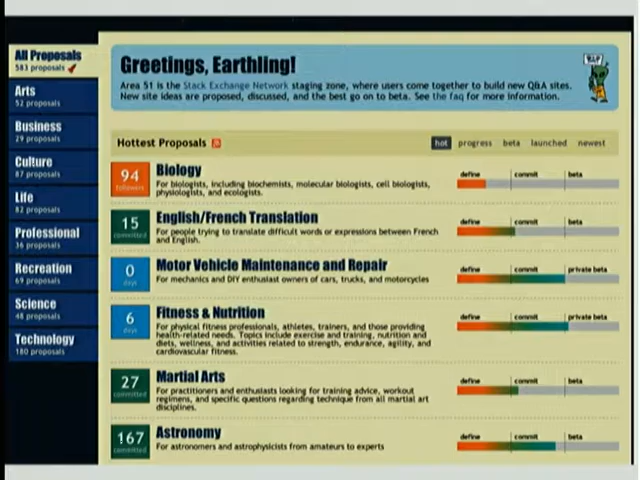 All Proposals
583 proposals
Arts
52 proposals
Business
29 proposals
Culture
87 proposals
Life
82 proposals
Professional
36 proposals
Recreation
69 proposals
Science
48 proposals
Technology
180 proposals
Greetings, Earthling!
Area 51 is the Stack Exchange Network staging zone, where users come together to build new Q&A sites.
New site ideas are proposed, discussed, and the best go on to beta. See the faq for more information.
Hottest Proposals
hot progress beta launched newest
94 followers
Biology
For biologists, including biochemists, molecular biologists, cell biologists,
physiologists, and ecologists.
define commit beta
15 committed
English/French Translation
For people trying to translate difficult words or expressions between French
and English.
define commit beta
0 days
Motor Vehicle Maintenance and Repair
For mechanics and DIY enthusiast owners of cars, trucks, and motorcycles
define commit private beta
6 days
Fitness & Nutrition
For physical fitness professionals, athletes, trainers, and those providing
health-related needs. Topics include exercise and training, nutrition and
diets, wellness, and activities related to strength, endurance, agility, and
cardiovascular fitness.
define commit private beta
27 committed
Martial Arts
For practitioners and enthusiasts looking for training advice, workout
regimens, and specific questions regarding technique from all martial art
disciplines.
define commit beta
167 committed
Astronomy
For astronomers and astrophysicists from amateurs to experts
define commit beta